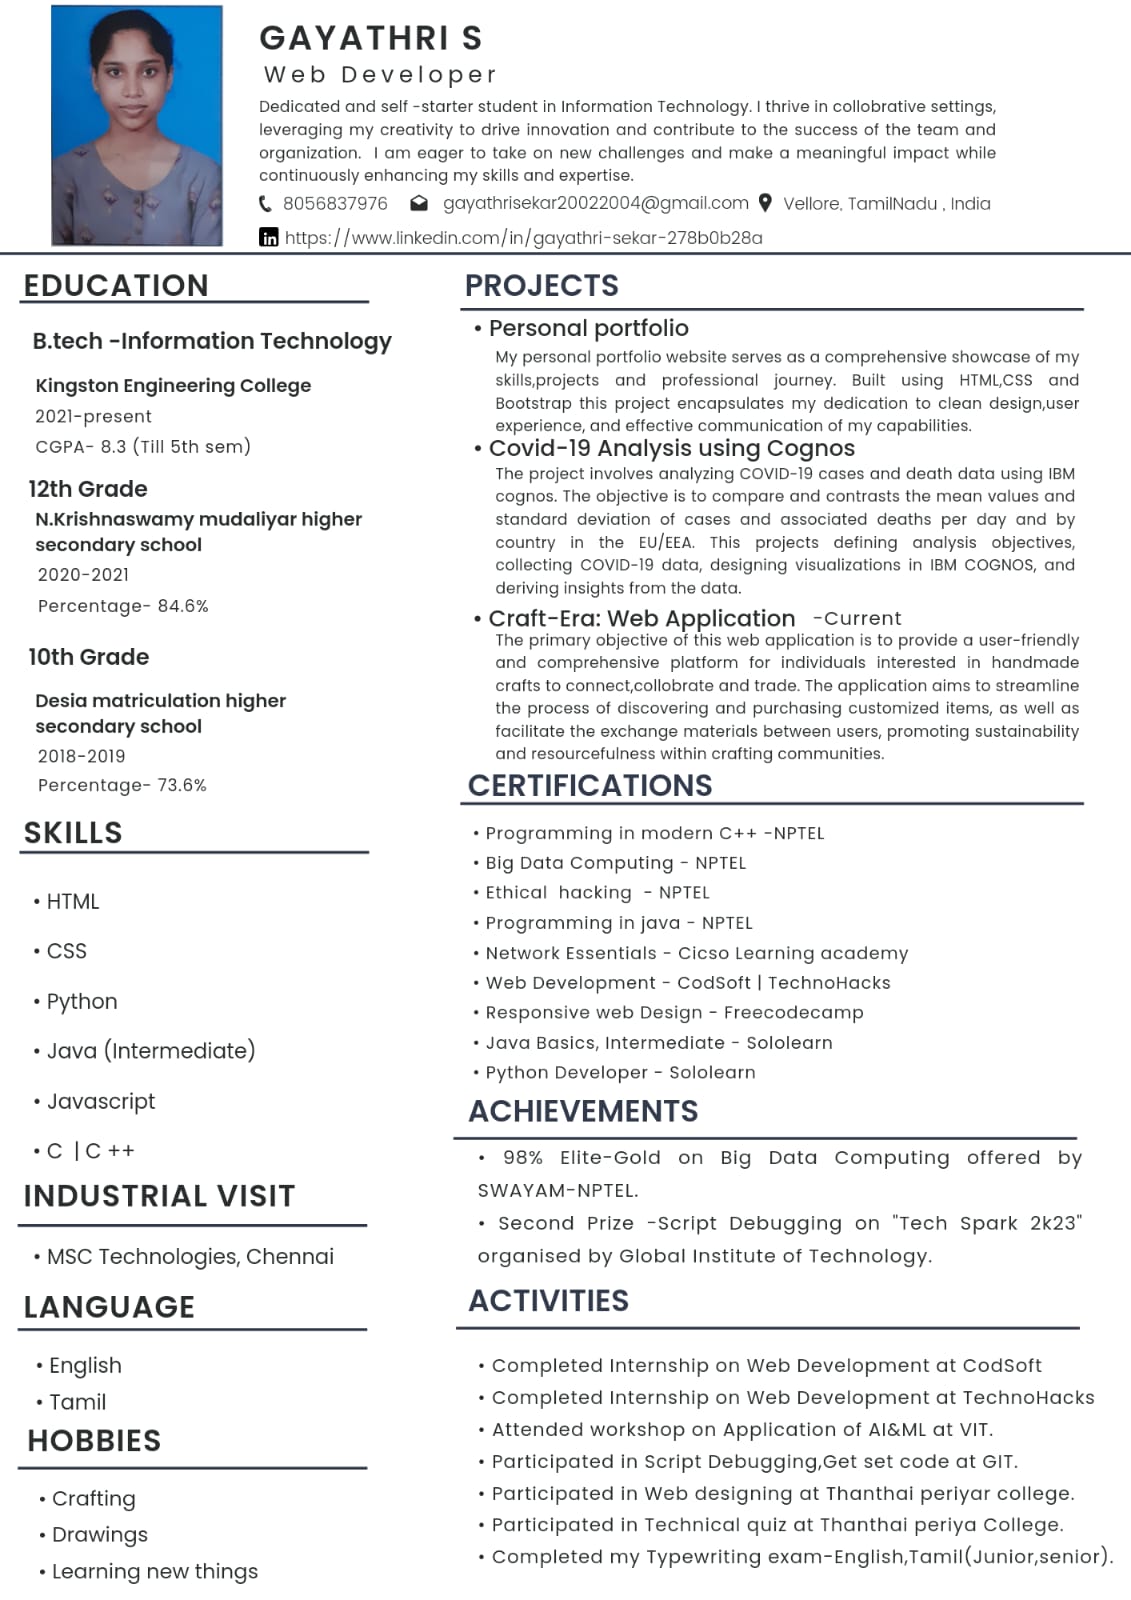 GAYATHRI S
Web Developer
Dedicated and self -starter student in Information Technology. I thrive in collobrative settings,
leveraging my creativity to drive innovation and contribute to the success of the team and
organization. I am eager to take on new challenges and make a meaningful impact while
continuously enhancing my skills and expertise.
8056837976 gayathrisekar20022004@gmail.com Vellore, TamilNadu , India
in https://www.linkedin.com/in/gayathri-sekar-278b0b28a
EDUCATION
B.tech -Information Technology
Kingston Engineering College
2021-present
CGPA- 8.3 (Till 5th sem)
12th Grade
N.Krishnaswamy mudaliyar higher
secondary school
2020-2021
Percentage- 84.6%
10th Grade
Desia matriculation higher
secondary school
2018-2019
Percentage- 73.6%
SKILLS
• HTML
• CSS
• Python
• Java (Intermediate)
• Javascript
• C | C ++
INDUSTRIAL VISIT
• MSC Technologies, Chennai
LANGUAGE
• English
• Tamil
HOBBIES
• Crafting
• Drawings
• Learning new things
PROJECTS
• Personal portfolio
My personal portfolio website serves as a comprehensive showcase of my
skills,projects and professional journey. Built using HTML,CSS and
Bootstrap this project encapsulates my dedication to clean design,user
experience, and effective communication of my capabilities.
• Covid-19 Analysis using Cognos
The project involves analyzing COVID-19 cases and death data using IBM
cognos. The objective is to compare and contrasts the mean values and
standard deviation of cases and associated deaths per day and by
country in the EU/EEA. This projects defining analysis objectives,
collecting COVID-19 data, designing visualizations in IBM COGNOS, and
deriving insights from the data.
• Craft-Era: Web Application -Current
The primary objective of this web application is to provide a user-friendly
and comprehensive platform for individuals interested in handmade
crafts to connect,collobrate and trade. The application aims to streamline
the process of discovering and purchasing customized items, as well as
facilitate the exchange materials between users, promoting sustainability
and resourcefulness within crafting communities.
CERTIFICATIONS
• Programming in modern C++ -NPTEL
• Big Data Computing - NPTEL
• Ethical hacking - NPTEL
• Programming in java - NPTEL
• Network Essentials - Cicso Learning academy
• Web Development - CodSoft | TechnoHacks
• Responsive web Design - Freecodecamp
• Java Basics, Intermediate - Sololearn
• Python Developer - Sololearn
ACHIEVEMENTS
• 98% Elite-Gold on Big Data Computing offered by
SWAYAM-NPTEL.
• Second Prize -Script Debugging on "Tech Spark 2k23"
organised by Global Institute of Technology.
ACTIVITIES
• Completed Internship on Web Development at CodSoft
• Completed Internship on Web Development at TechnoHacks
• Attended workshop on Application of AI&ML at VIT.
• Participated in Script Debugging,Get set code at GIT.
• Participated in Web designing at Thanthai periyar college.
• Participated in Technical quiz at Thanthai periya College.
• Completed my Typewriting exam-English,Tamil(Junior,senior).